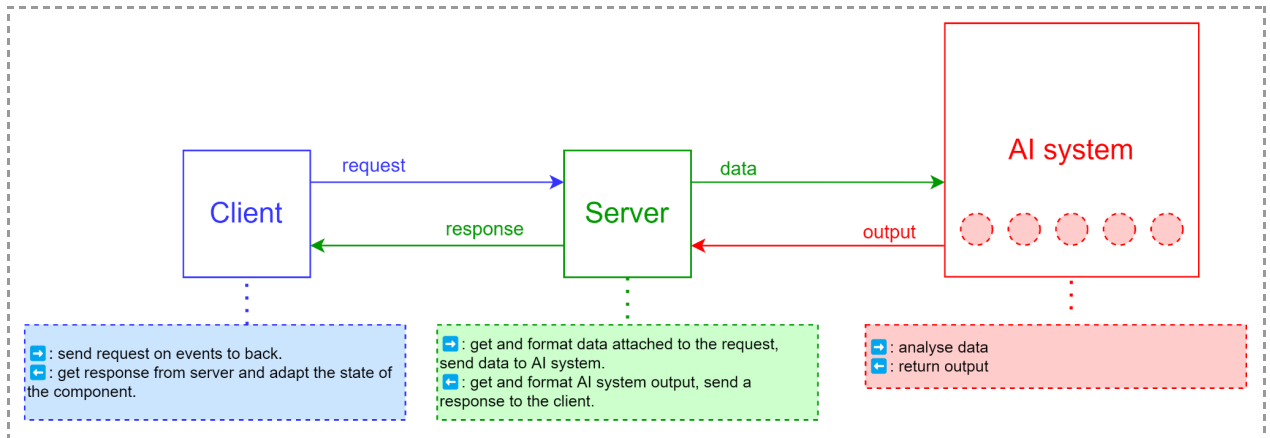 AI system
request
data
Client
Server
response
output
➡: send request on events to back.
⬅: get response from server and adapt the state of
the component.
➡: get and format data attached to the request,
send data to AI system.
⬅: get and format AI system output, send a
response to the client.
➡: analyse data
⬅: return output